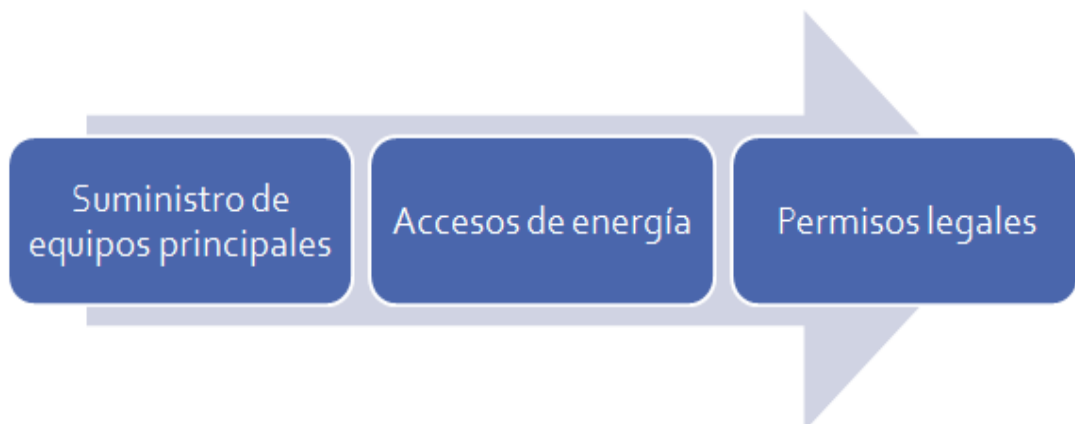 Suministro de
equipos principales
Accesos de energía
Permisos legales